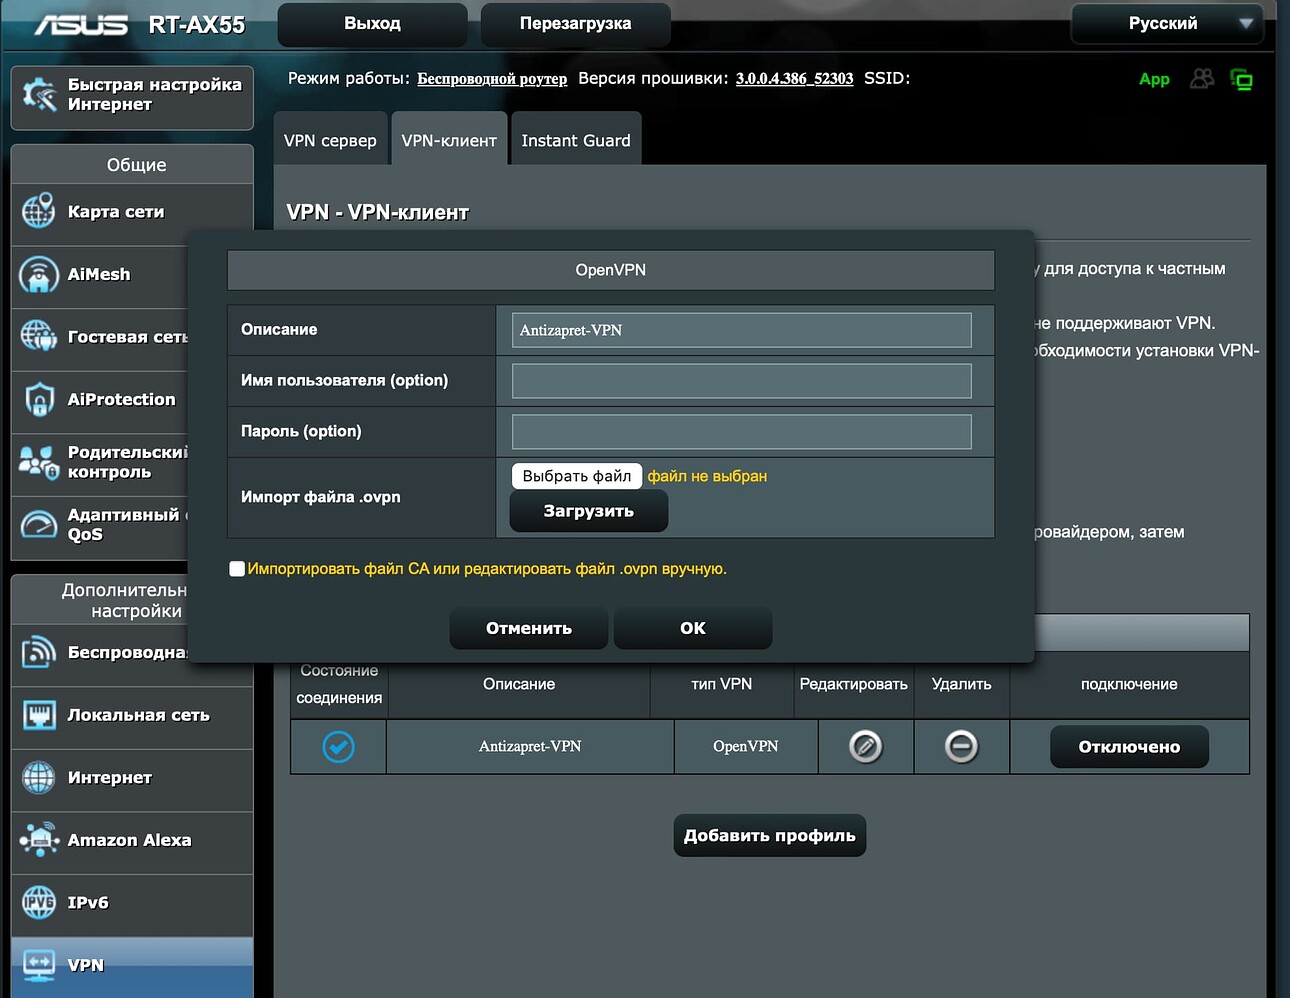 ASUS RT-AX55
Выход
Перезагрузка
Русский
Быстрая настройка
Интернет
Режим работы: Беспроводной роутер Версия прошивки: 3.0.0.4.386_52303 SSID:
App
Общие
VPN сервер
VPN-клиент
Instant Guard
Карта сети
VPN - VPN-клиент
AiMesh
OpenVPN
у для доступа к частным
Гостевая сеть
Описание
Antizapret-VPN
не поддерживают VPN.
обходимости установки VPN-
Имя пользователя (option)
AiProtection
Пароль (option)
Родительский
контроль
Импорт файла .ovpn
Выбрать файл файл не выбран
Загрузить
Адаптивный
QoS
ровайдером, затем
Импортировать файл CA или редактировать файл .ovpn вручную.
Дополнительн
настройки
Отменить
OK
Беспроводна
Состояние
соединения
Описание
тип VPN
Редактировать
Удалить
подключение
Локальная сеть
Antizapret-VPN
OpenVPN
Отключено
Интернет
Добавить профиль
Amazon Alexa
IPV6
IPv6
VPN